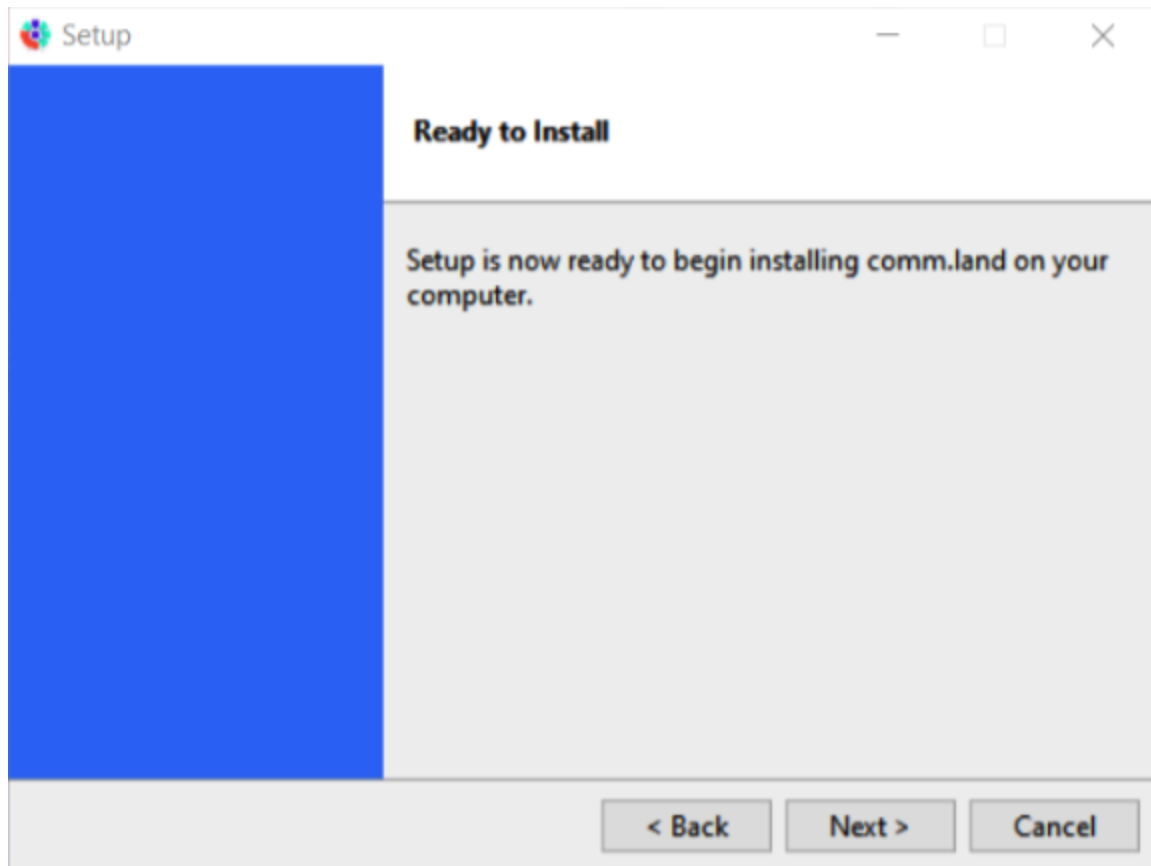 Setup
Ready to Install
Setup is now ready to begin installing comm.land on your
computer.
< Back
Next >
Cancel